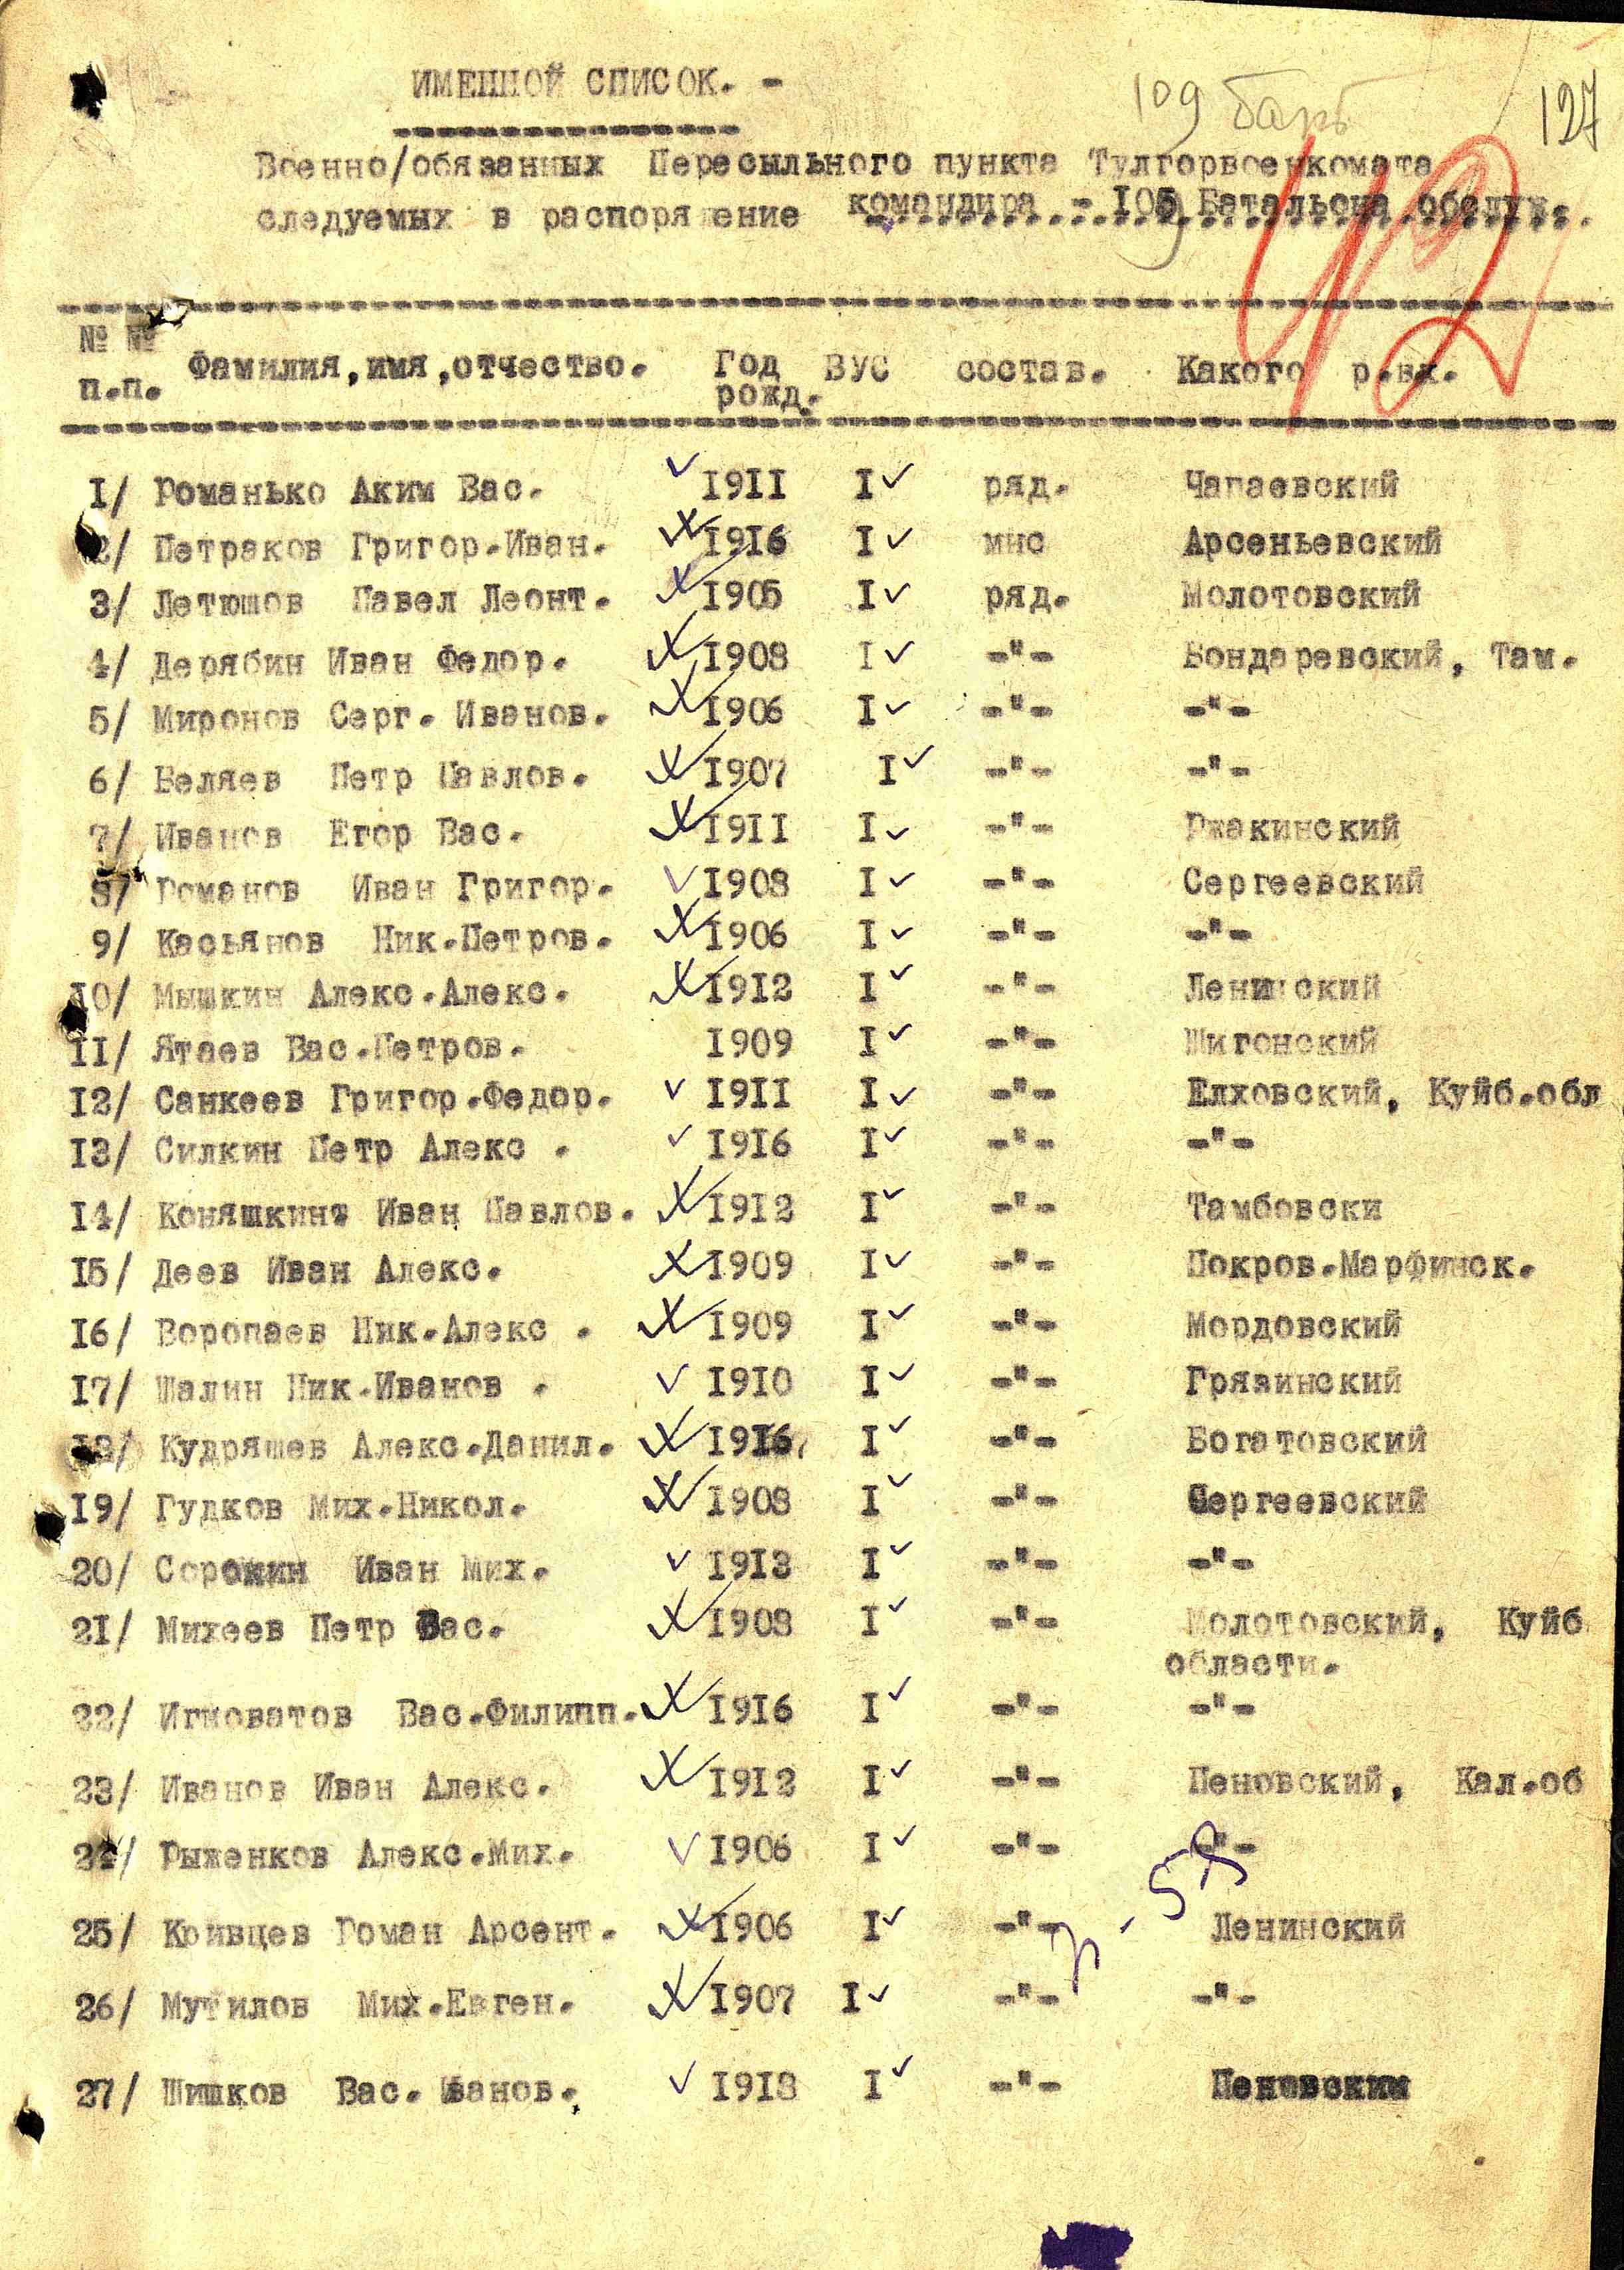 109 127
ИМЕННОЙ СПИСОК. -
Военно/обязанных Пересыльного пункта Тулгорвоенкомата
следуемых в распоряжение командира - 109 Батальона обслуж.
42
№ №
п.п. Фамилия,имя,отчество. Год рожд. ВУС состав. Какого р.вк.
1/ Романько Аким Вас. 1911 I ряд. Чапаевский
2/ Петраков Григор.Иван. 1916 I мнс Арсеньевский
3/ Летюшов Павел Леонт. 1905 I ряд. Молотовский
4/ Дерябин Иван Федор. 1908 I -"- Бондаревский, Там.
5/ Миронов Серг. Иванов. 1906 I -"- -"-
6/ Беляев Петр Павлов. 1907 I -"- -"-
7/ Иванов Егор Вас. 1911 I -"- Ржакинский
8/ Романов Иван Григор. 1908 I -"- Сергеевский
9/ Касьянов Ник.Петров. 1906 I -"- -"-
10/ Мышкин Алекс.Алекс. 1912 I -"- Ленинский
11/ Ятаев Вас.Петров. 1909 I -"- Шигонский
12/ Санкеев Григор.Федор. 1911 I -"- Елховский, Куйб.обл
13/ Силкин Петр Алекс . 1916 I -"- -"-
14/ Коняшкинт Иван Павлов. 1912 I -"- Тамбовски
15/ Деев Иван Алекс. 1909 I -"- Покров.Марфинск.
16/ Воропаев Ник.Алекс . 1909 I -"- Мордовский
17/ Шалин Ник.Иванов . 1910 I -"- Грязинский
18/ Кудряшев Алекс.Данил. 1916 I -"- Богатовский
19/ Гудков Мих.Никол. 1908 I -"- Сергеевский
20/ Сорокин Иван Мих. 1913 I -"- -"-
21/ Михеев Петр Вас. 1908 I -"- Молотовский, Куйб
области.
22/ Игноватов Вас.Филипп. 1916 I -"- -"-
23/ Иванов Иван Алекс. 1912 I -"- Пеновский, Кал.об
24/ Рыженков Алекс.Мих. 1906 I -"- -"-
25/ Кривцев Роман Арсент. 1906 I -"- Ленинский
26/ Мутилов Мих.Евген. 1907 I -"- -"-
27/ Шишков Вас. Иванов. 1913 I -"- Пеновским